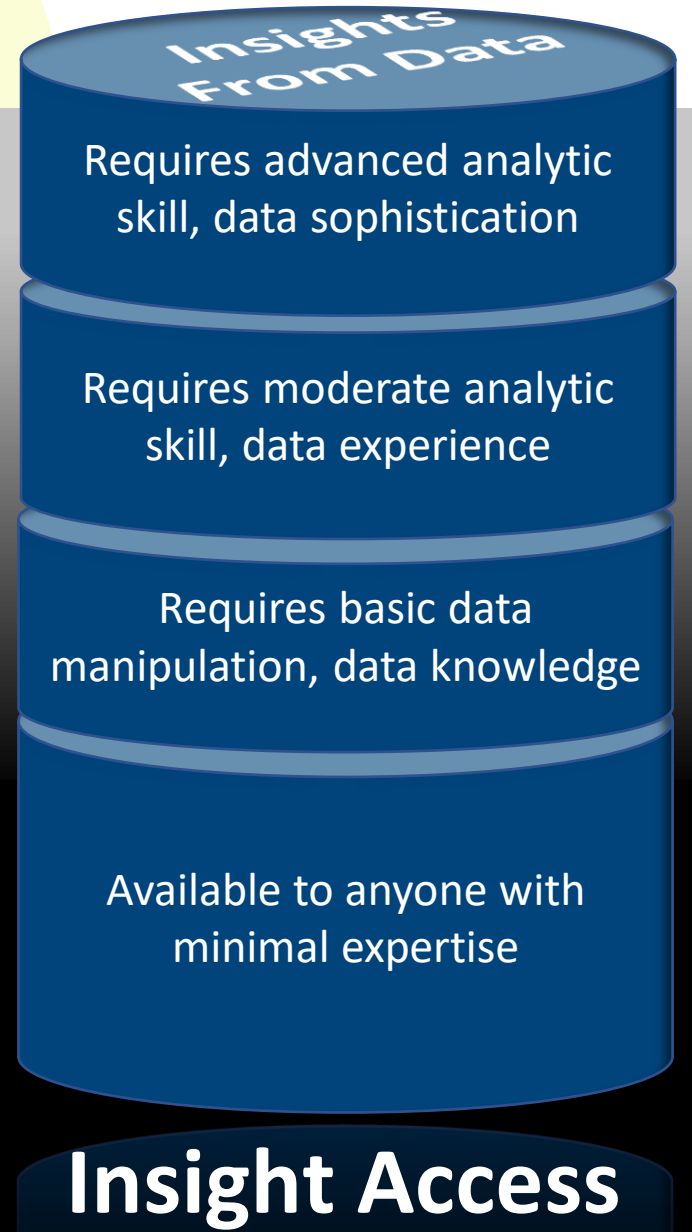 Insights
From Data
Requires advanced analytic
skill, data sophistication
Requires moderate analytic
skill, data experience
Requires basic data
manipulation, data knowledge
Available to anyone with
minimal expertise
Insight Access